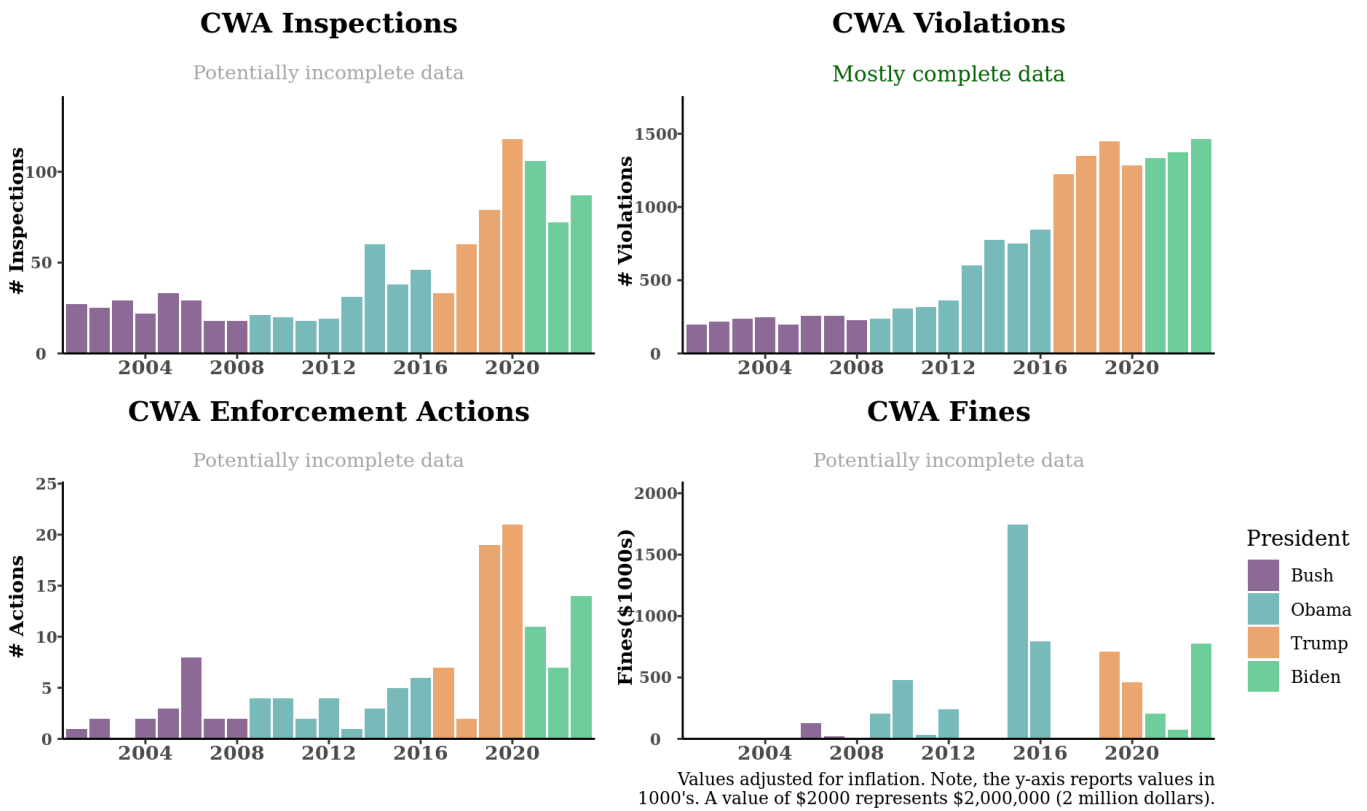 CWA Inspections
Potentially incomplete data
# Inspections
100
50
0
2004 2008 2012 2016 2020
CWA Violations
Mostly complete data
# Violations
1500
1000
500
0
2004 2008 2012 2016 2020
CWA Enforcement Actions
Potentially incomplete data
# Actions
25
20
15
10
5
0
2004 2008 2012 2016 2020
CWA Fines
Potentially incomplete data
Fines($1000s)
2000
1500
1000
500
0
2004 2008 2012 2016 2020
President
Bush
Obama
Trump
Biden
Values adjusted for inflation. Note, the y-axis reports values in
1000's. A value of $2000 represents $2,000,000 (2 million dollars).